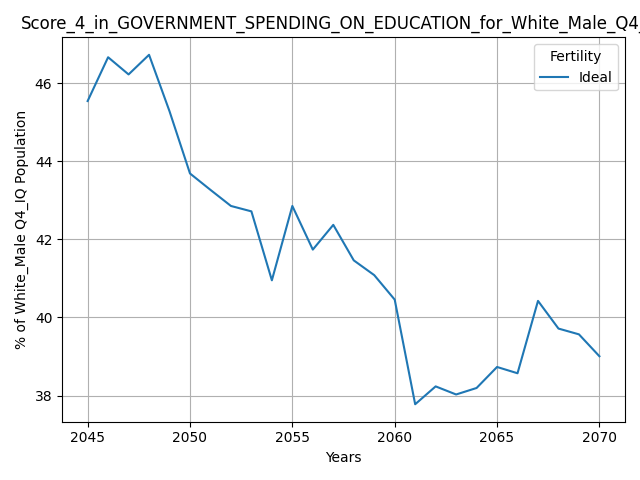 Score_4_in_GOVERNMENT_SPENDING_ON_EDUCATION_for_White_Male_Q4_
Fertility
Ideal
% of White_Male Q4_IQ Population
46
44
42
40
38
2045 2050 2055 2060 2065 2070
Years